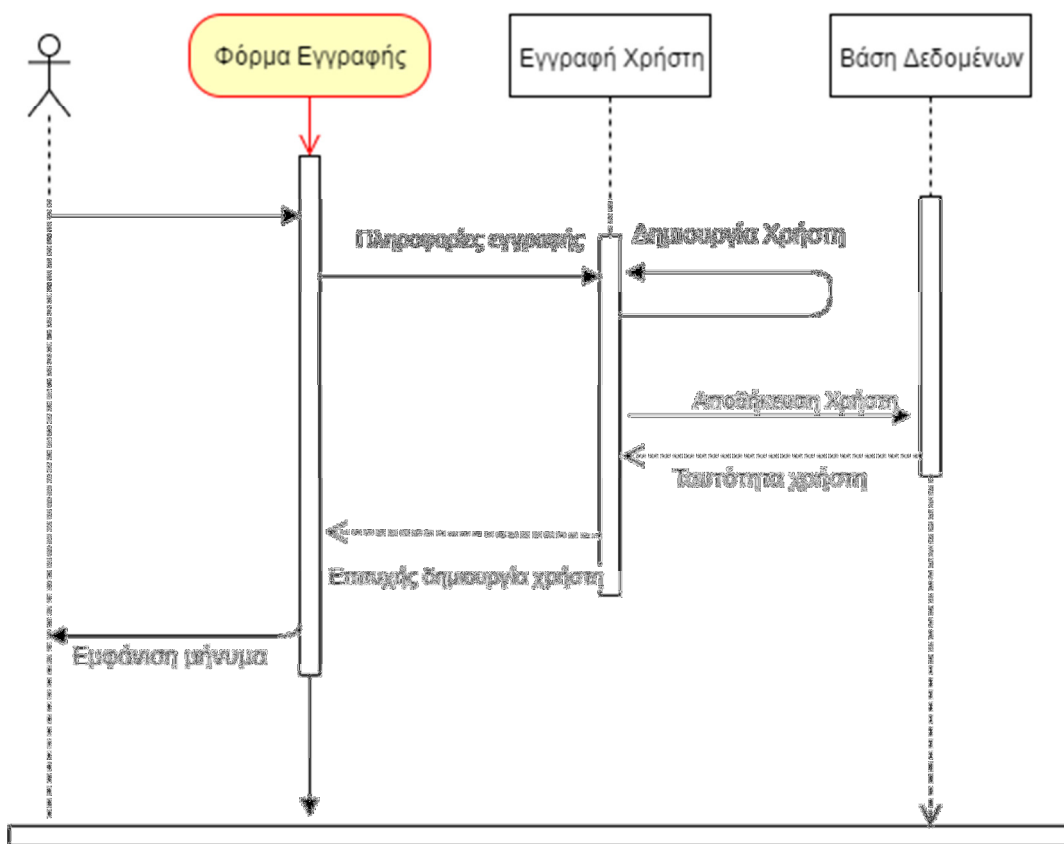 Φόρμα Εγγραφής
Εγγραφή Χρήστη
Βάση Δεδομένων
Πληροφορίες εγγραφής
Δημιουργία Χρήστη
Αποθήκευση Χρήστη
Ταυτότητα χρήστη
Επιτυχής δημιουργία χρήστη
Εμφάνιση μήνυμα